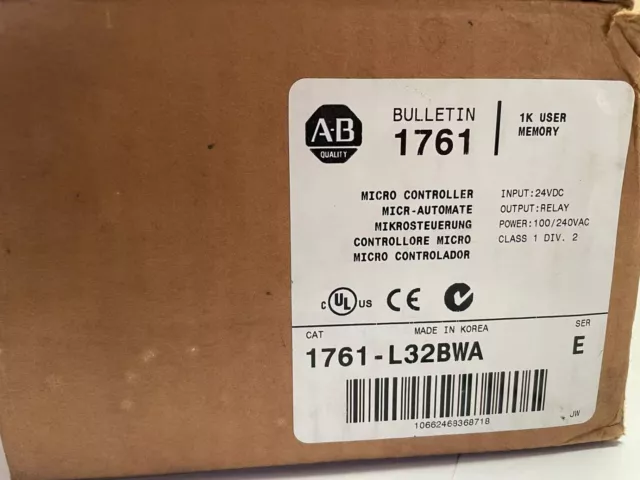 A-B
QUALITY
BULLETIN
1761
1K USER
MEMORY
MICRO CONTROLLER
MICR-AUTOMATE
MIKROSTEUERUNG
CONTROLLORE MICRO
MICRO CONTROLADOR
INPUT:24VDC
OUTPUT:RELAY
POWER:100/240VAC
CLASS 1 DIV. 2
C UL US CE
MADE IN KOREA
CAT
1761-L32BWA
SER
E
10662468368718
JW